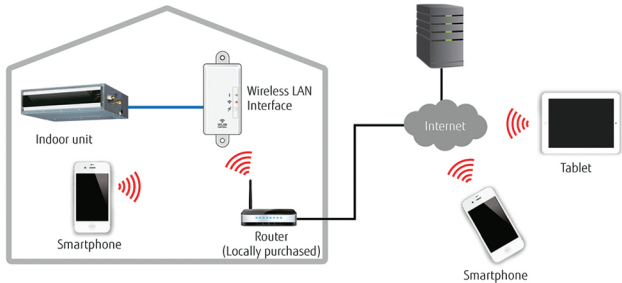 Wireless LAN
Interface
Indoor unit
Internet
Tablet
Smartphone
Router
(Locally purchased)
Smartphone